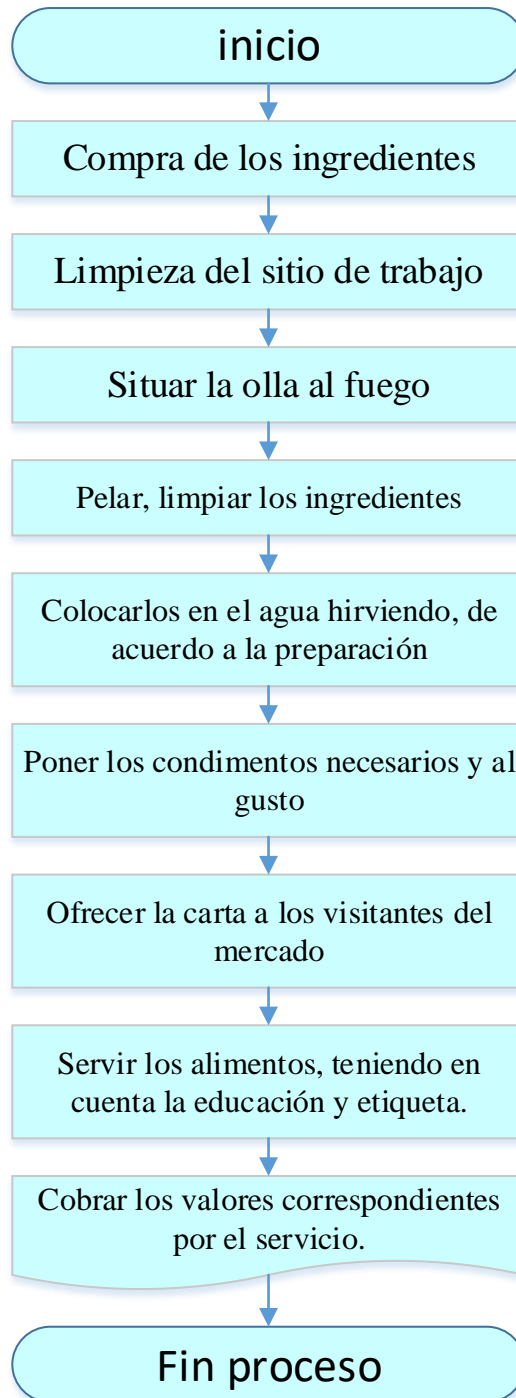 inicio
Compra de los ingredientes
Limpieza del sitio de trabajo
Situar la olla al fuego
Pelar, limpiar los ingredientes
Colocarlos en el agua hirviendo, de
acuerdo a la preparación
Poner los condimentos necesarios y al
gusto
Ofrecer la carta a los visitantes del
mercado
Servir los alimentos, teniendo en
cuenta la educación y etiqueta.
Cobrar los valores correspondientes
por el servicio.
Fin proceso